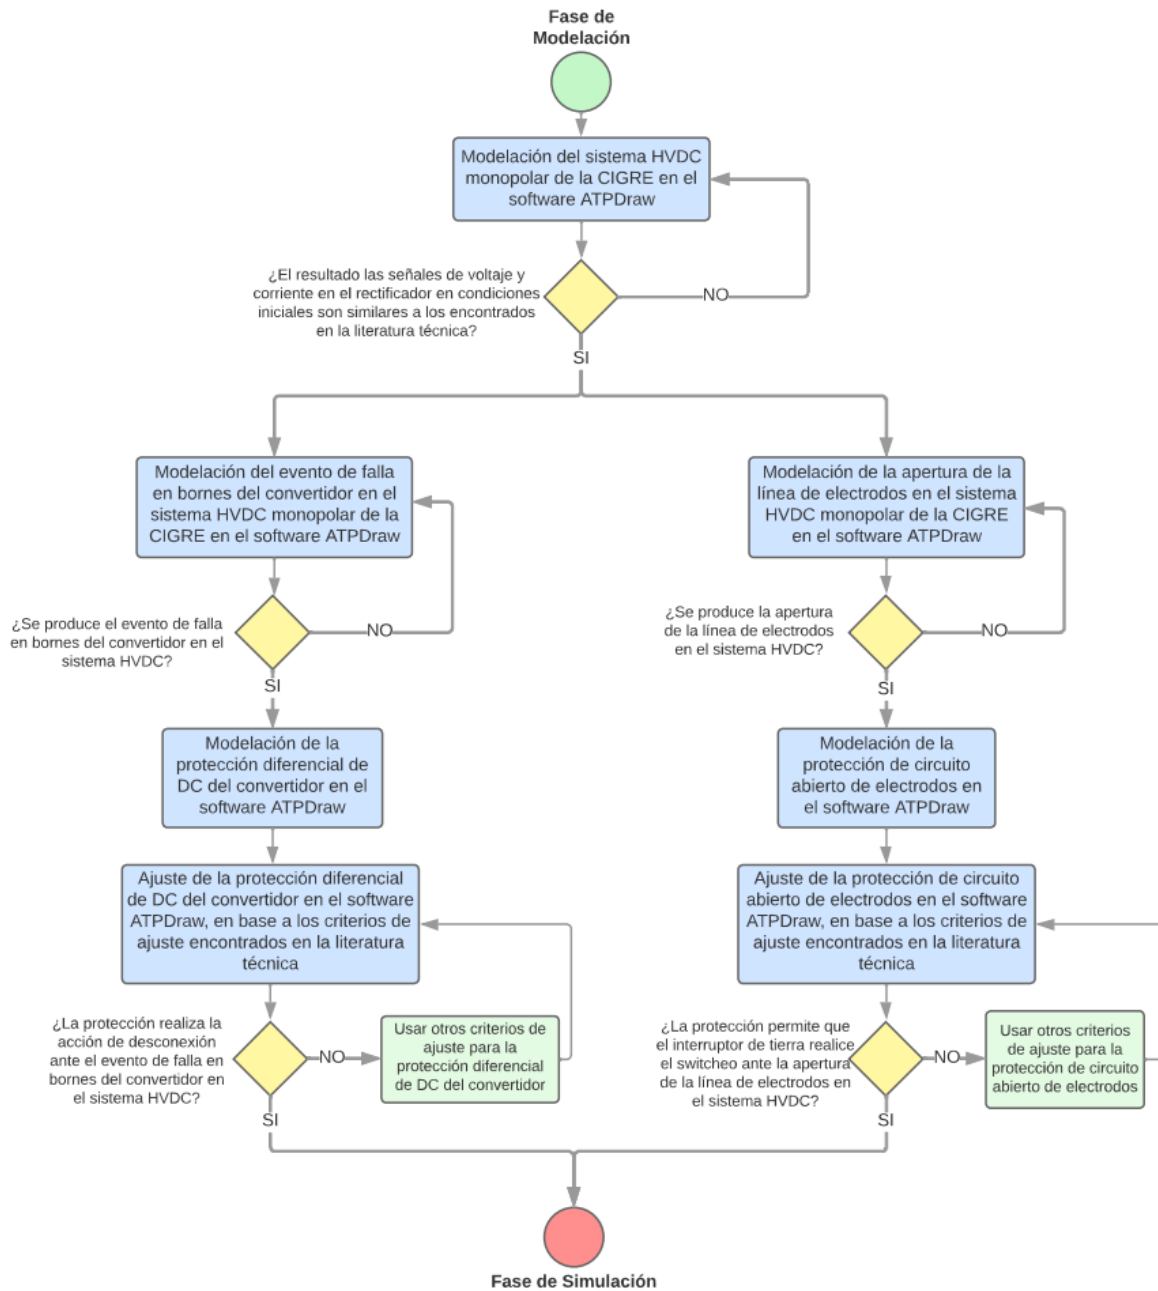 Fase de
Modelación
Modelación del sistema HVDC
monopolar de la CIGRE en el
software ATPDraw
¿El resultado las señales de voltaje y
corriente en el rectificador en condiciones
iniciales son similares a los encontrados
en la literatura técnica?
NO
SI
Modelación del evento de falla
en bornes del convertidor en el
sistema HVDC monopolar de la
CIGRE en el software ATPDraw
¿Se produce el evento de falla
en bornes del convertidor en el
sistema HVDC?
NO
SI
Modelación de la
protección diferencial de
DC del convertidor en el
software ATPDraw
Ajuste de la protección diferencial
de DC del convertidor en el software
ATPDraw, en base a los criterios de
ajuste encontrados en la literatura
técnica
¿La protección realiza la
acción de desconexión
ante el evento de falla en
bornes del convertidor en
el sistema HVDC?
NO
Usar otros criterios de
ajuste para la
protección diferencial
de DC del convertidor
SI
Modelación de la apertura de la
línea de electrodos en el sistema
HVDC monopolar de la CIGRE
en el software ATPDraw
¿Se produce la apertura
de la línea de electrodos
en el sistema HVDC?
NO
SI
Modelación de la
protección de circuito
abierto de electrodos en
el software ATPDraw
Ajuste de la protección de circuito
abierto de electrodos en el software
ATPDraw, en base a los criterios de
ajuste encontrados en la literatura
técnica
¿La protección permite que
el interruptor de tierra realice
el switcheo ante la apertura
de la línea de electrodos en
el sistema HVDC?
NO
Usar otros criterios
de ajuste para la
protección de circuito
abierto de electrodos
SI
Fase de Simulación